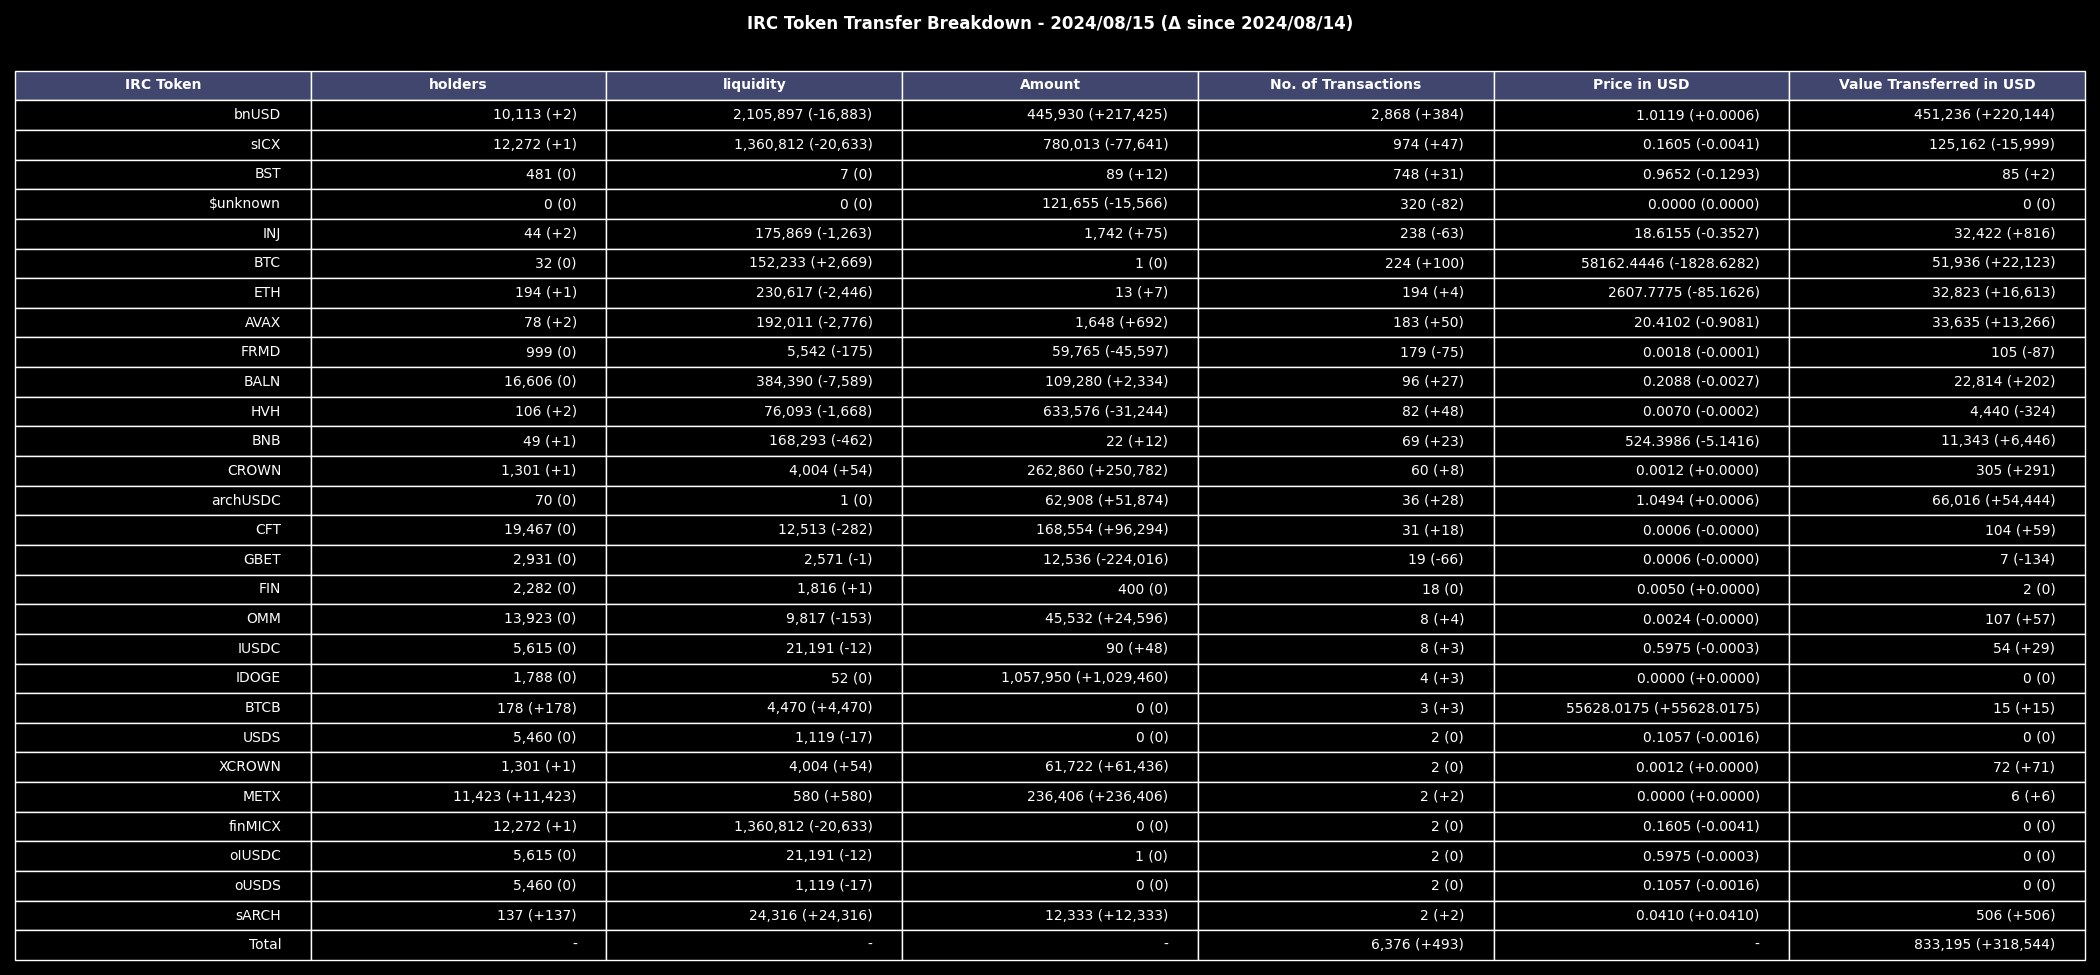 IRC Token Transfer Breakdown - 2024/08/15 (Δ since 2024/08/14)
IRC Token holders liquidity Amount No. of Transactions Price in USD Value Transferred in USD
bnUSD 10,113 (+2) 2,105,897 (-16,883) 445,930 (+217,425) 2,868 (+384) 1.0119 (+0.0006) 451,236 (+220,144)
sICX 12,272 (+1) 1,360,812 (-20,633) 780,013 (-77,641) 974 (+47) 0.1605 (-0.0041) 125,162 (-15,999)
BST 481 (0) 7 (0) 89 (+12) 748 (+31) 0.9652 (-0.1293) 85 (+2)
$unknown 0 (0) 0 (0) 121,655 (-15,566) 320 (-82) 0.0000 (0.0000) 0 (0)
INJ 44 (+2) 175,869 (-1,263) 1,742 (+75) 238 (-63) 18.6155 (-0.3527) 32,422 (+816)
BTC 32 (0) 152,233 (+2,669) 1 (0) 224 (+100) 58162.4446 (-1828.6282) 51,936 (+22,123)
ETH 194 (+1) 230,617 (-2,446) 13 (+7) 194 (+4) 2607.7775 (-85.1626) 32,823 (+16,613)
AVAX 78 (+2) 192,011 (-2,776) 1,648 (+692) 183 (+50) 20.4102 (-0.9081) 33,635 (+13,266)
FRMD 999 (0) 5,542 (-175) 59,765 (-45,597) 179 (-75) 0.0018 (-0.0001) 105 (-87)
BALN 16,606 (0) 384,390 (-7,589) 109,280 (+2,334) 96 (+27) 0.2088 (-0.0027) 22,814 (+202)
HVH 106 (+2) 76,093 (-1,668) 633,576 (-31,244) 82 (+48) 0.0070 (-0.0002) 4,440 (-324)
BNB 49 (+1) 168,293 (-462) 22 (+12) 69 (+23) 524.3986 (-5.1416) 11,343 (+6,446)
CROWN 1,301 (+1) 4,004 (+54) 262,860 (+250,782) 60 (+8) 0.0012 (+0.0000) 305 (+291)
archUSDC 70 (0) 1 (0) 62,908 (+51,874) 36 (+28) 1.0494 (+0.0006) 66,016 (+54,444)
CFT 19,467 (0) 12,513 (-282) 168,554 (+96,294) 31 (+18) 0.0006 (-0.0000) 104 (+59)
GBET 2,931 (0) 2,571 (-1) 12,536 (-224,016) 19 (-66) 0.0006 (-0.0000) 7 (-134)
FIN 2,282 (0) 1,816 (+1) 400 (0) 18 (0) 0.0050 (+0.0000) 2 (0)
OMM 13,923 (0) 9,817 (-153) 45,532 (+24,596) 8 (+4) 0.0024 (-0.0000) 107 (+57)
IUSDC 5,615 (0) 21,191 (-12) 90 (+48) 8 (+3) 0.5975 (-0.0003) 54 (+29)
IDOGE 1,788 (0) 52 (0) 1,057,950 (+1,029,460) 4 (+3) 0.0000 (+0.0000) 0 (0)
BTCB 178 (+178) 4,470 (+4,470) 0 (0) 3 (+3) 55628.0175 (+55628.0175) 15 (+15)
USDS 5,460 (0) 1,119 (-17) 0 (0) 2 (0) 0.1057 (-0.0016) 0 (0)
XCROWN 1,301 (+1) 4,004 (+54) 61,722 (+61,436) 2 (0) 0.0012 (+0.0000) 72 (+71)
METX 11,423 (+11,423) 580 (+580) 236,406 (+236,406) 2 (+2) 0.0000 (+0.0000) 6 (+6)
finMICX 12,272 (+1) 1,360,812 (-20,633) 0 (0) 2 (0) 0.1605 (-0.0041) 0 (0)
oIUSDC 5,615 (0) 21,191 (-12) 1 (0) 2 (0) 0.5975 (-0.0003) 0 (0)
oUSDS 5,460 (0) 1,119 (-17) 0 (0) 2 (0) 0.1057 (-0.0016) 0 (0)
sARCH 137 (+137) 24,316 (+24,316) 12,333 (+12,333) 2 (+2) 0.0410 (+0.0410) 506 (+506)
Total - - - 6,376 (+493) - 833,195 (+318,544)